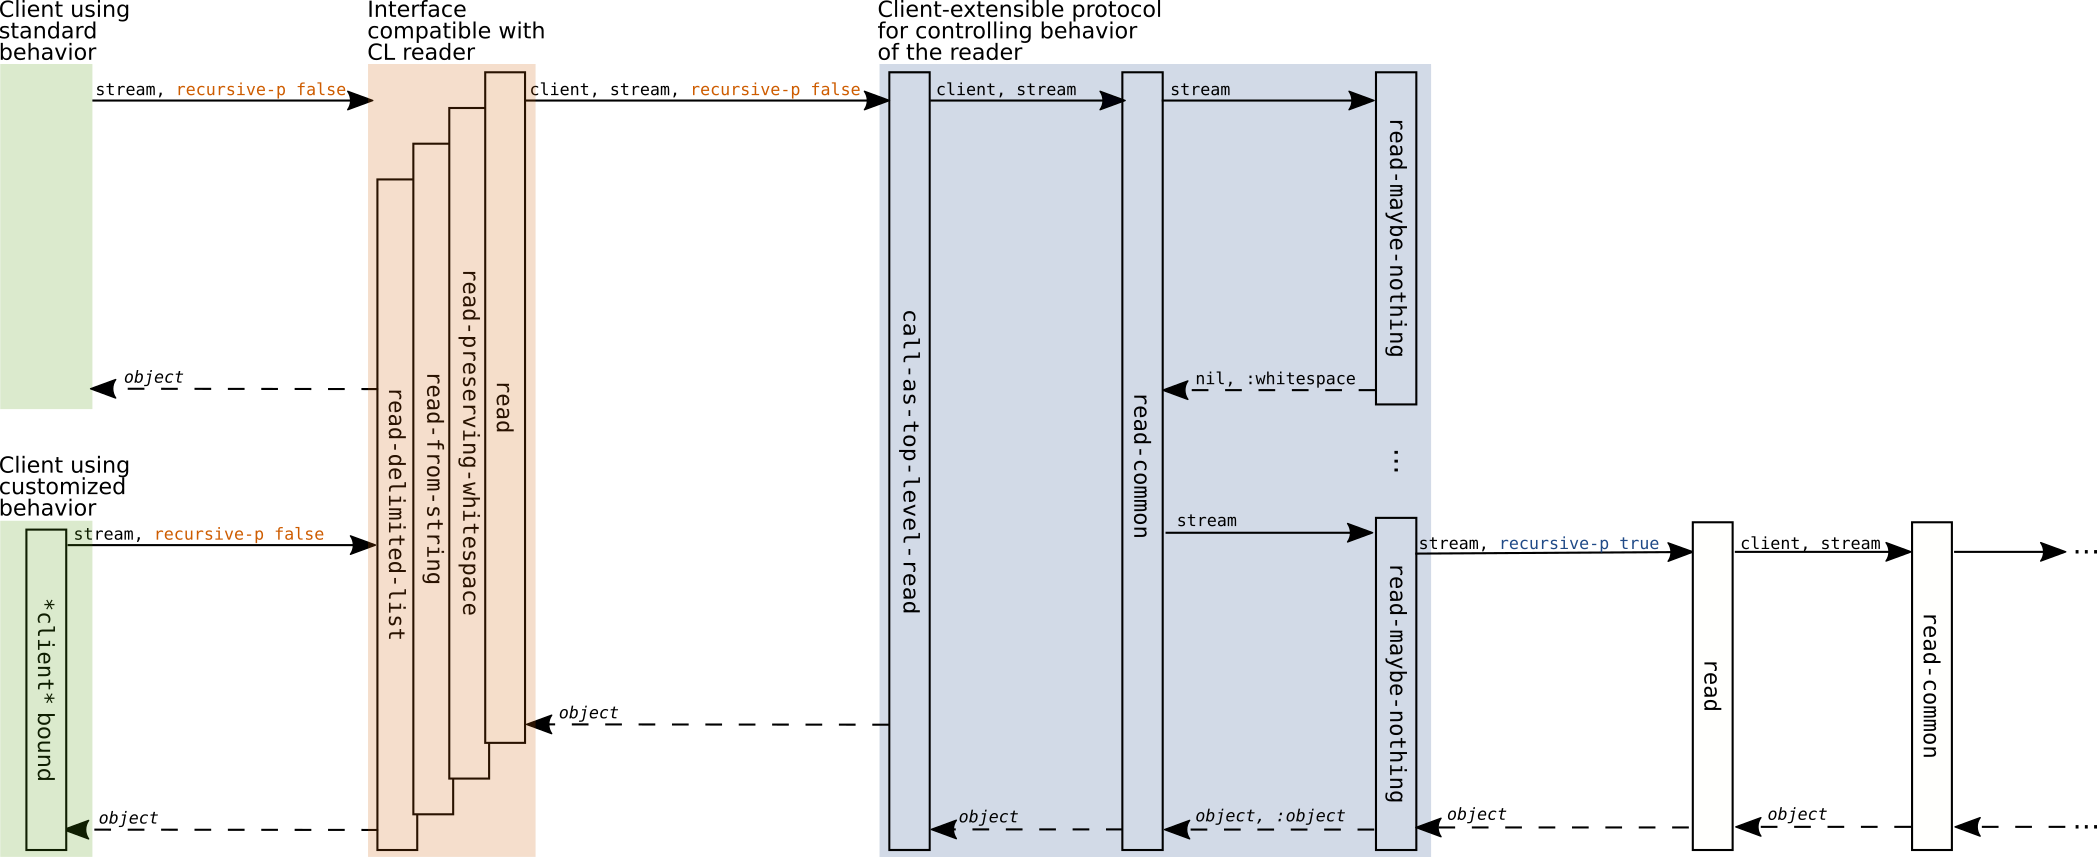 Client using
standard
behavior
Interface
compatible with
CL reader
Client-extensible protocol
for controlling behavior
of the reader
stream, recursive-p false
client, stream, recursive-p false
client, stream
stream
read-maybe-nothing
call-as-top-level-read
read-common
read-preserving-whitespace
read
read-from-string
read-delimited-list
object
nil, :whitespace
...
Client using
customized
behavior
*client* bound
stream, recursive-p false
stream
read-maybe-nothing
stream, recursive-p true
client, stream
...
read
read-common
object
object
object
object, :object
object
object
...